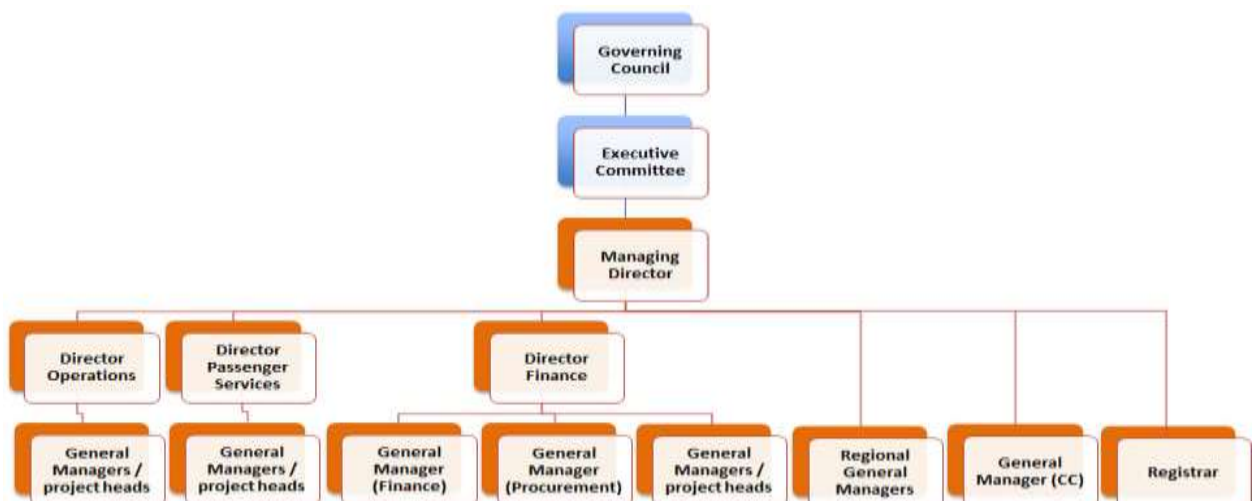 Governing
Council
Executive
Committee
Managing
Director
Director
Operations
Director
Passenger
Services
Director
Finance
General
Managers /
project heads
General
Managers /
project heads
General
Manager
(Finance)
General
Manager
(Procurement)
General
Managers /
project heads
Regional
General
Managers
General
Manager (CC)
Registrar